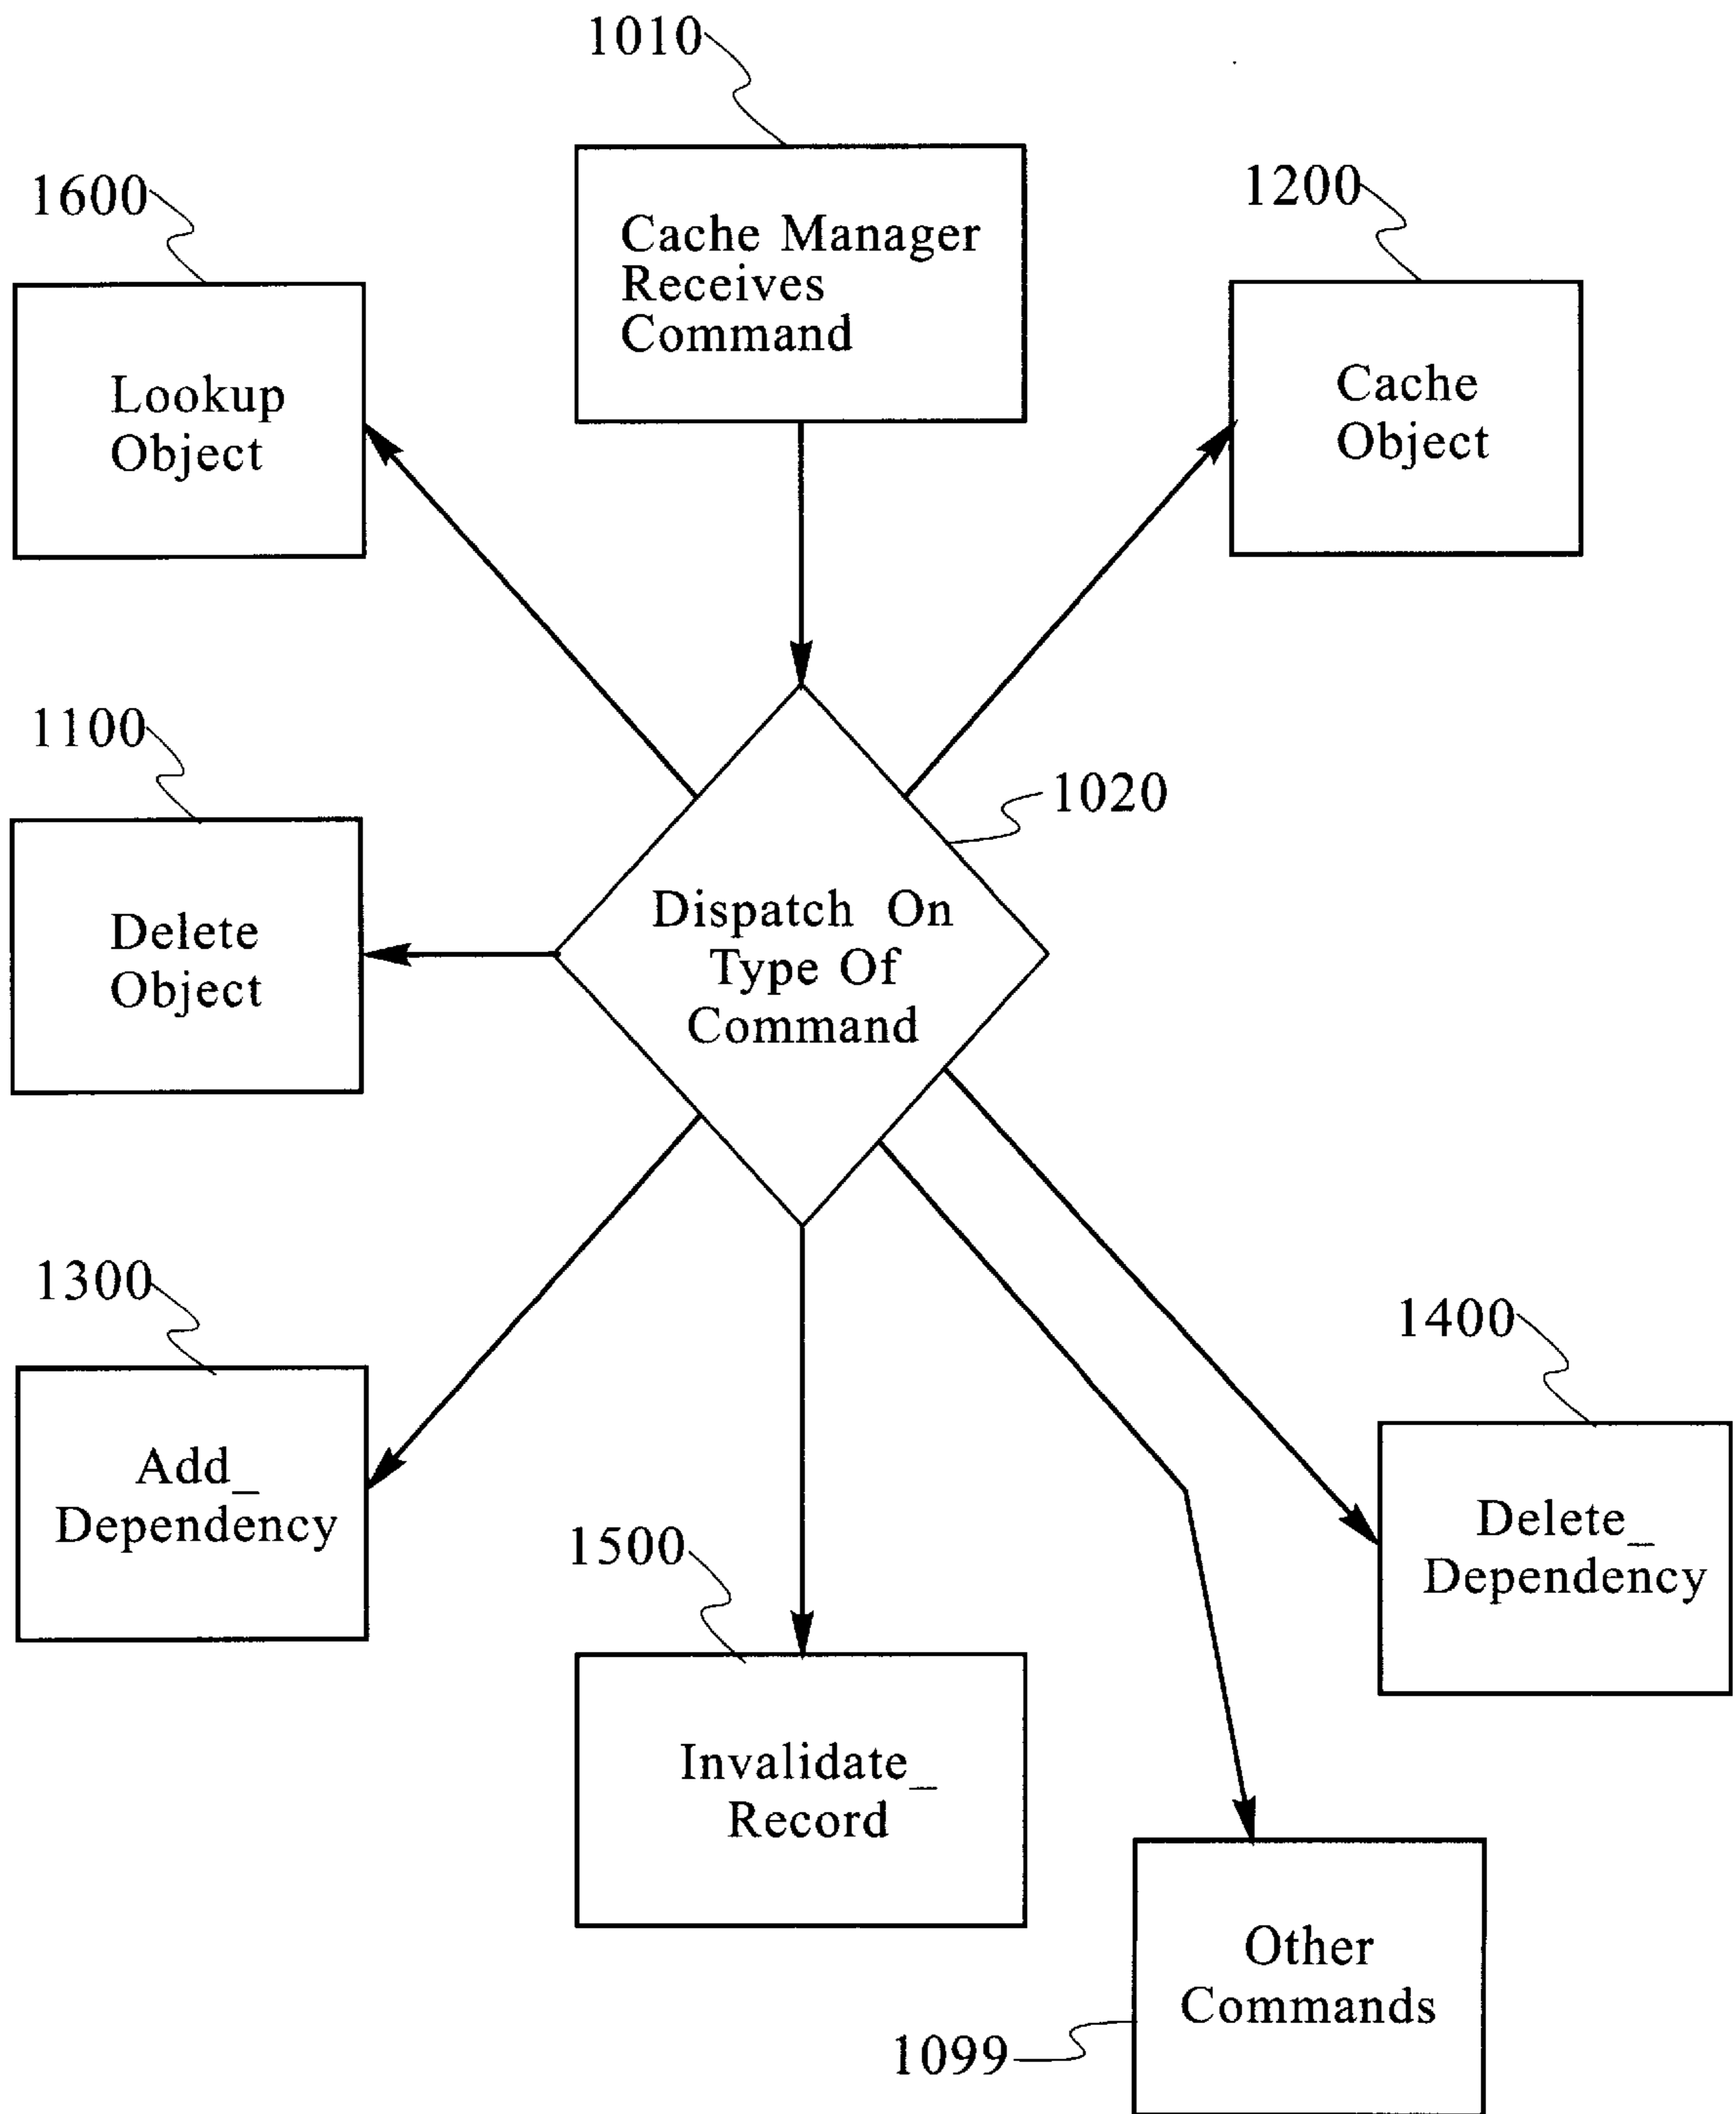 1010
Cache Manager
Receives
Command
1600
Lookup
Object
1200
Cache
Object
1100
Delete
Object
1020
Dispatch On
Type Of
Command
1300
Add_
Dependency
1400
Delete_
Dependency
1500
Invalidate_
Record
Other
Commands
1099